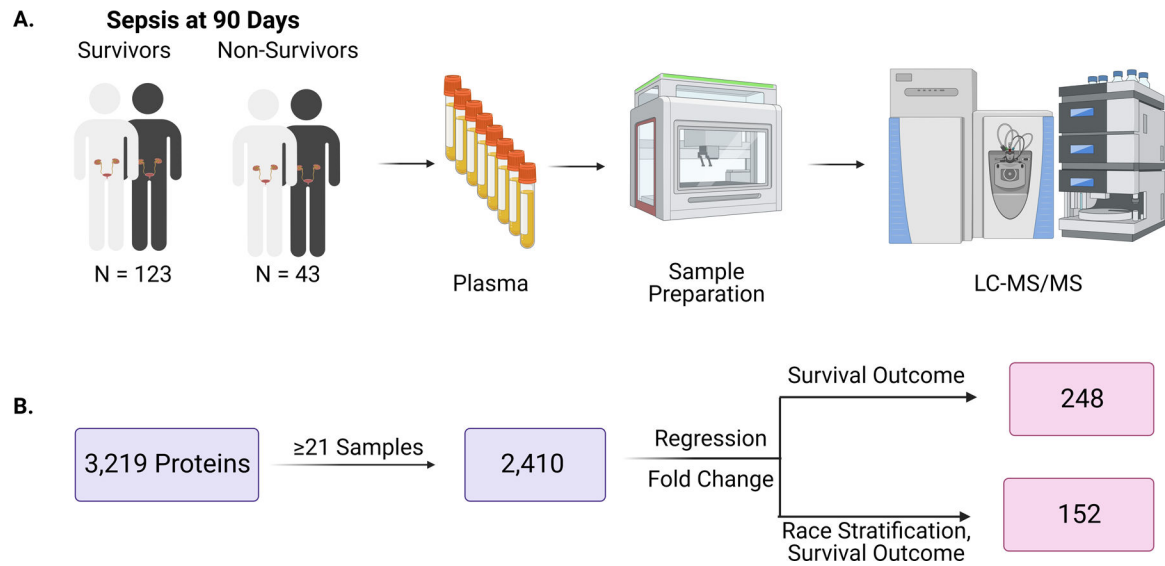 A.
Sepsis at 90 Days
Survivors
Non-Survivors
N = 123
N = 43
Plasma
Sample
Preparation
LC-MS/MS
B.
3,219 Proteins
≥21 Samples
2,410
Regression
Fold Change
Survival Outcome
248
Race Stratification,
Survival Outcome
152